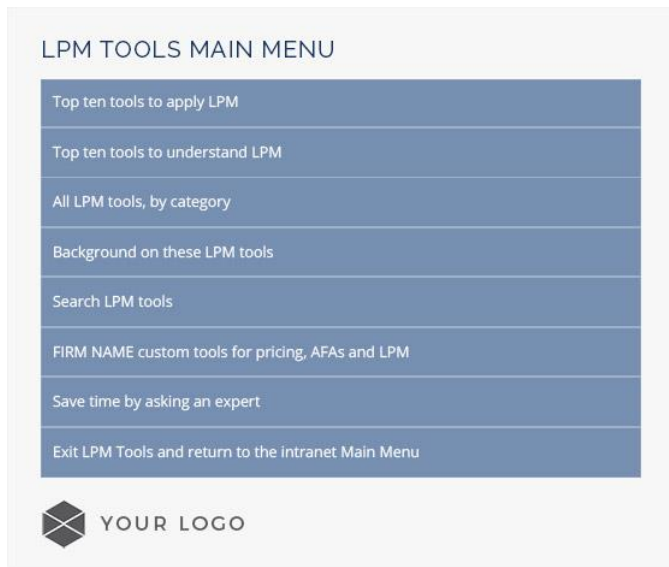 LPM TOOLS MAIN MENU
Top ten tools to apply LPM
Top ten tools to understand LPM
All LPM tools, by category
Background on these LPM tools
Search LPM tools
FIRM NAME custom tools for pricing, AFAs and LPM
Save time by asking an expert
Exit LPM Tools and return to the intranet Main Menu
YOUR LOGO